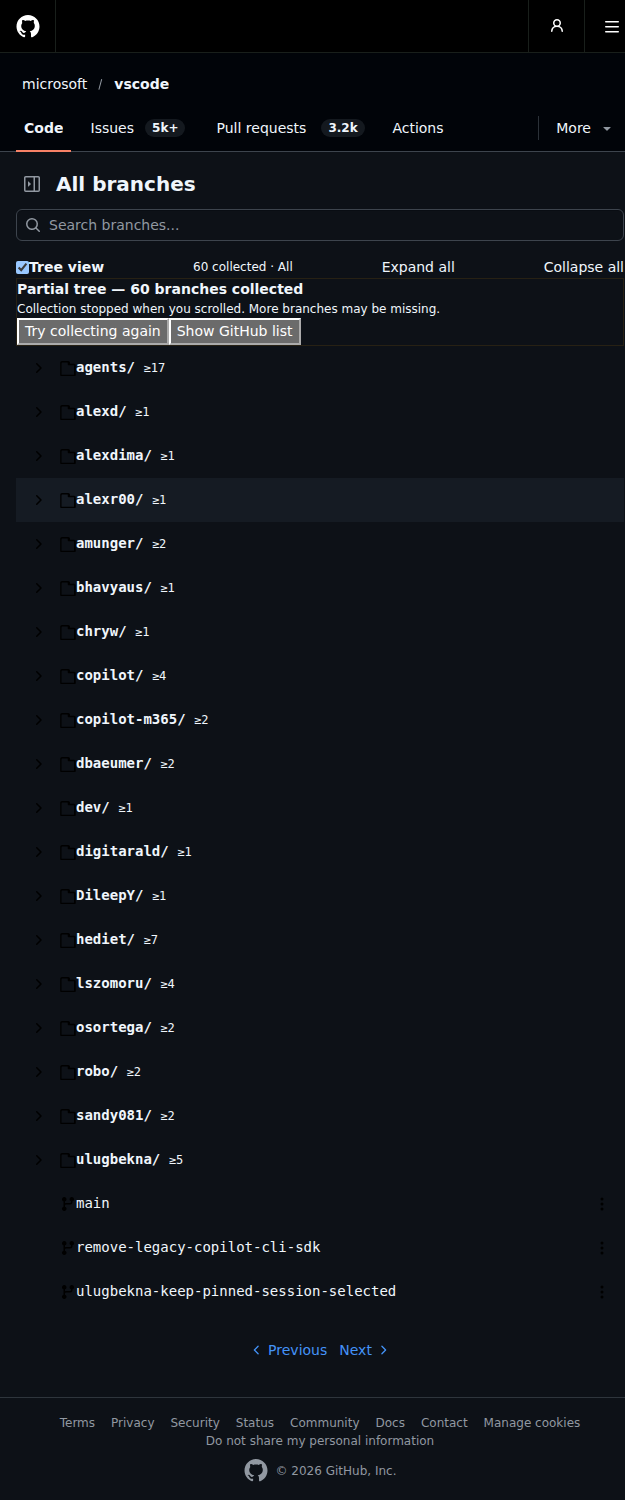 microsoft / vscode
Code Issues 5k+ Pull requests 3.2k Actions More
All branches
Search branches...
Tree view 60 collected · All Expand all Collapse all
Partial tree — 60 branches collected
Collection stopped when you scrolled. More branches may be missing.
Try collecting again Show GitHub list
agents/ ≥17
alexd/ ≥1
alexdima/ ≥1
alexr00/ ≥1
amunger/ ≥2
bhavyaus/ ≥1
chryw/ ≥1
copilot/ ≥4
copilot-m365/ ≥2
dbaeumer/ ≥2
dev/ ≥1
digitarald/ ≥1
DileepY/ ≥1
hediet/ ≥7
lszomoru/ ≥4
osortega/ ≥2
robo/ ≥2
sandy081/ ≥2
ulugbekna/ ≥5
main
remove-legacy-copilot-cli-sdk
ulugbekna-keep-pinned-session-selected
Previous Next
Terms Privacy Security Status Community Docs Contact Manage cookies
Do not share my personal information
© 2026 GitHub, Inc.